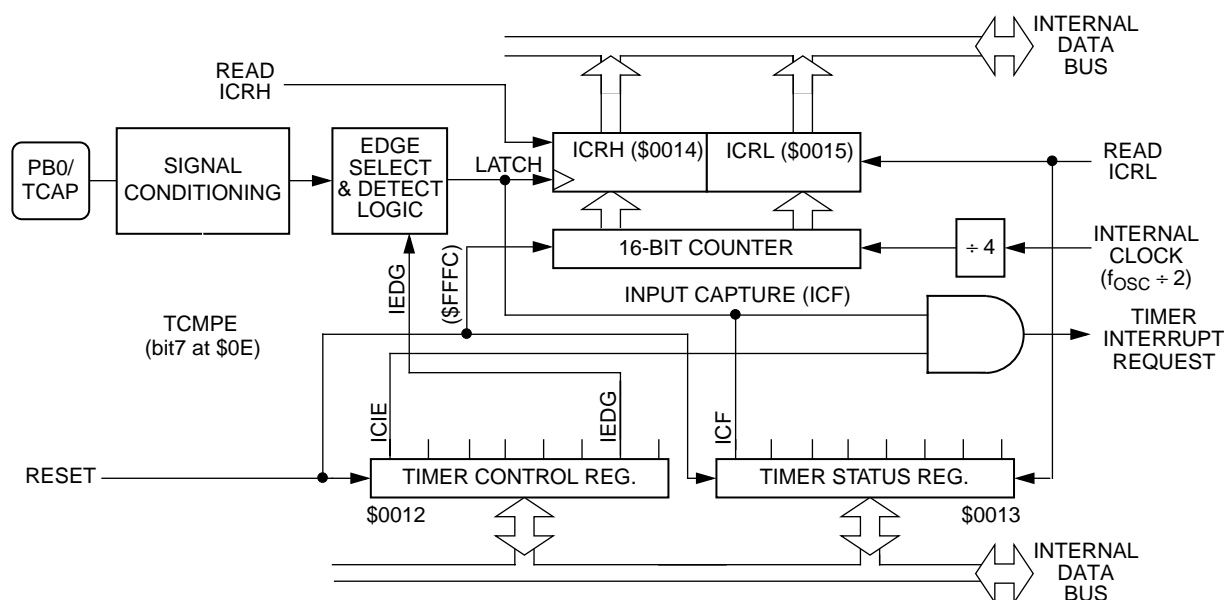 INTERNAL
DATA
BUS
READ
ICRH
PB0/
TCAP
SIGNAL
CONDITIONING
EDGE
SELECT
& DETECT
LOGIC
LATCH
ICRH ($0014)
ICRL ($0015)
READ
ICRL
16-BIT COUNTER
÷ 4
INTERNAL
CLOCK
(fOSC ÷ 2)
IEDG
($FFFC)
INPUT CAPTURE (ICF)
TCMPE
(bit7 at $0E)
TIMER
INTERRUPT
REQUEST
ICIE
IEDG
ICF
RESET
TIMER CONTROL REG.
TIMER STATUS REG.
$0012
$0013
INTERNAL
DATA
BUS